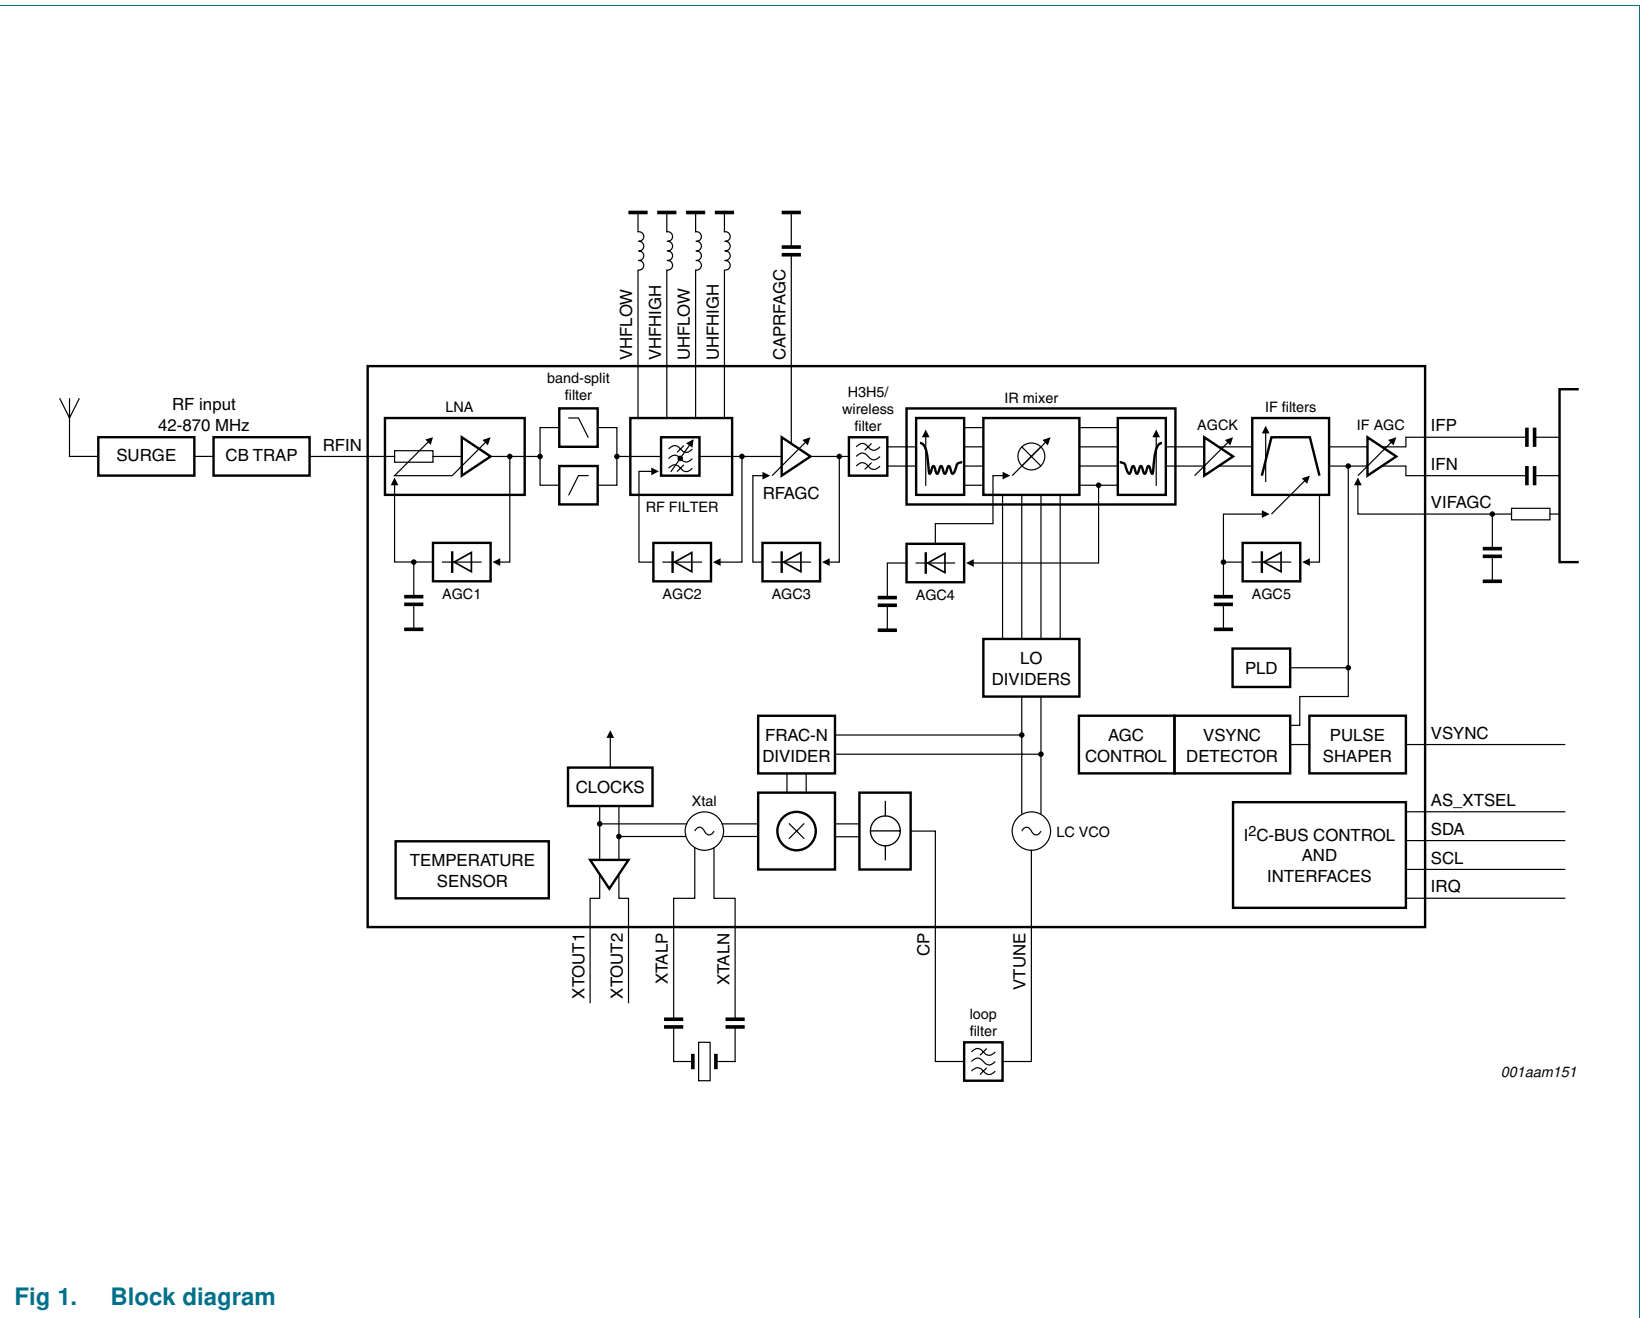 VHFLOW
VHFHIGH
UHFLOW
UHFHIGH
CAPRFAGC
RF input
42-870 MHz
SURGE
CB TRAP
RFIN
LNA
band-split
filter
RF FILTER
RFAGC
H3H5/
wireless
filter
IR mixer
AGCK
IF filters
IF AGC
IFP
IFN
VIFAGC
AGC1
AGC2
AGC3
AGC4
AGC5
LO
DIVIDERS
PLD
FRAC-N
DIVIDER
AGC
CONTROL
VSYNC
DETECTOR
PULSE
SHAPER
VSYNC
CLOCKS
Xtal
LC VCO
TEMPERATURE
SENSOR
I2C-BUS CONTROL
AND
INTERFACES
AS_XTSEL
SDA
SCL
IRQ
XTOUT1
XTOUT2
XTALP
XTALN
CP
VTUNE
loop
filter
001aam151
Fig 1. Block diagram